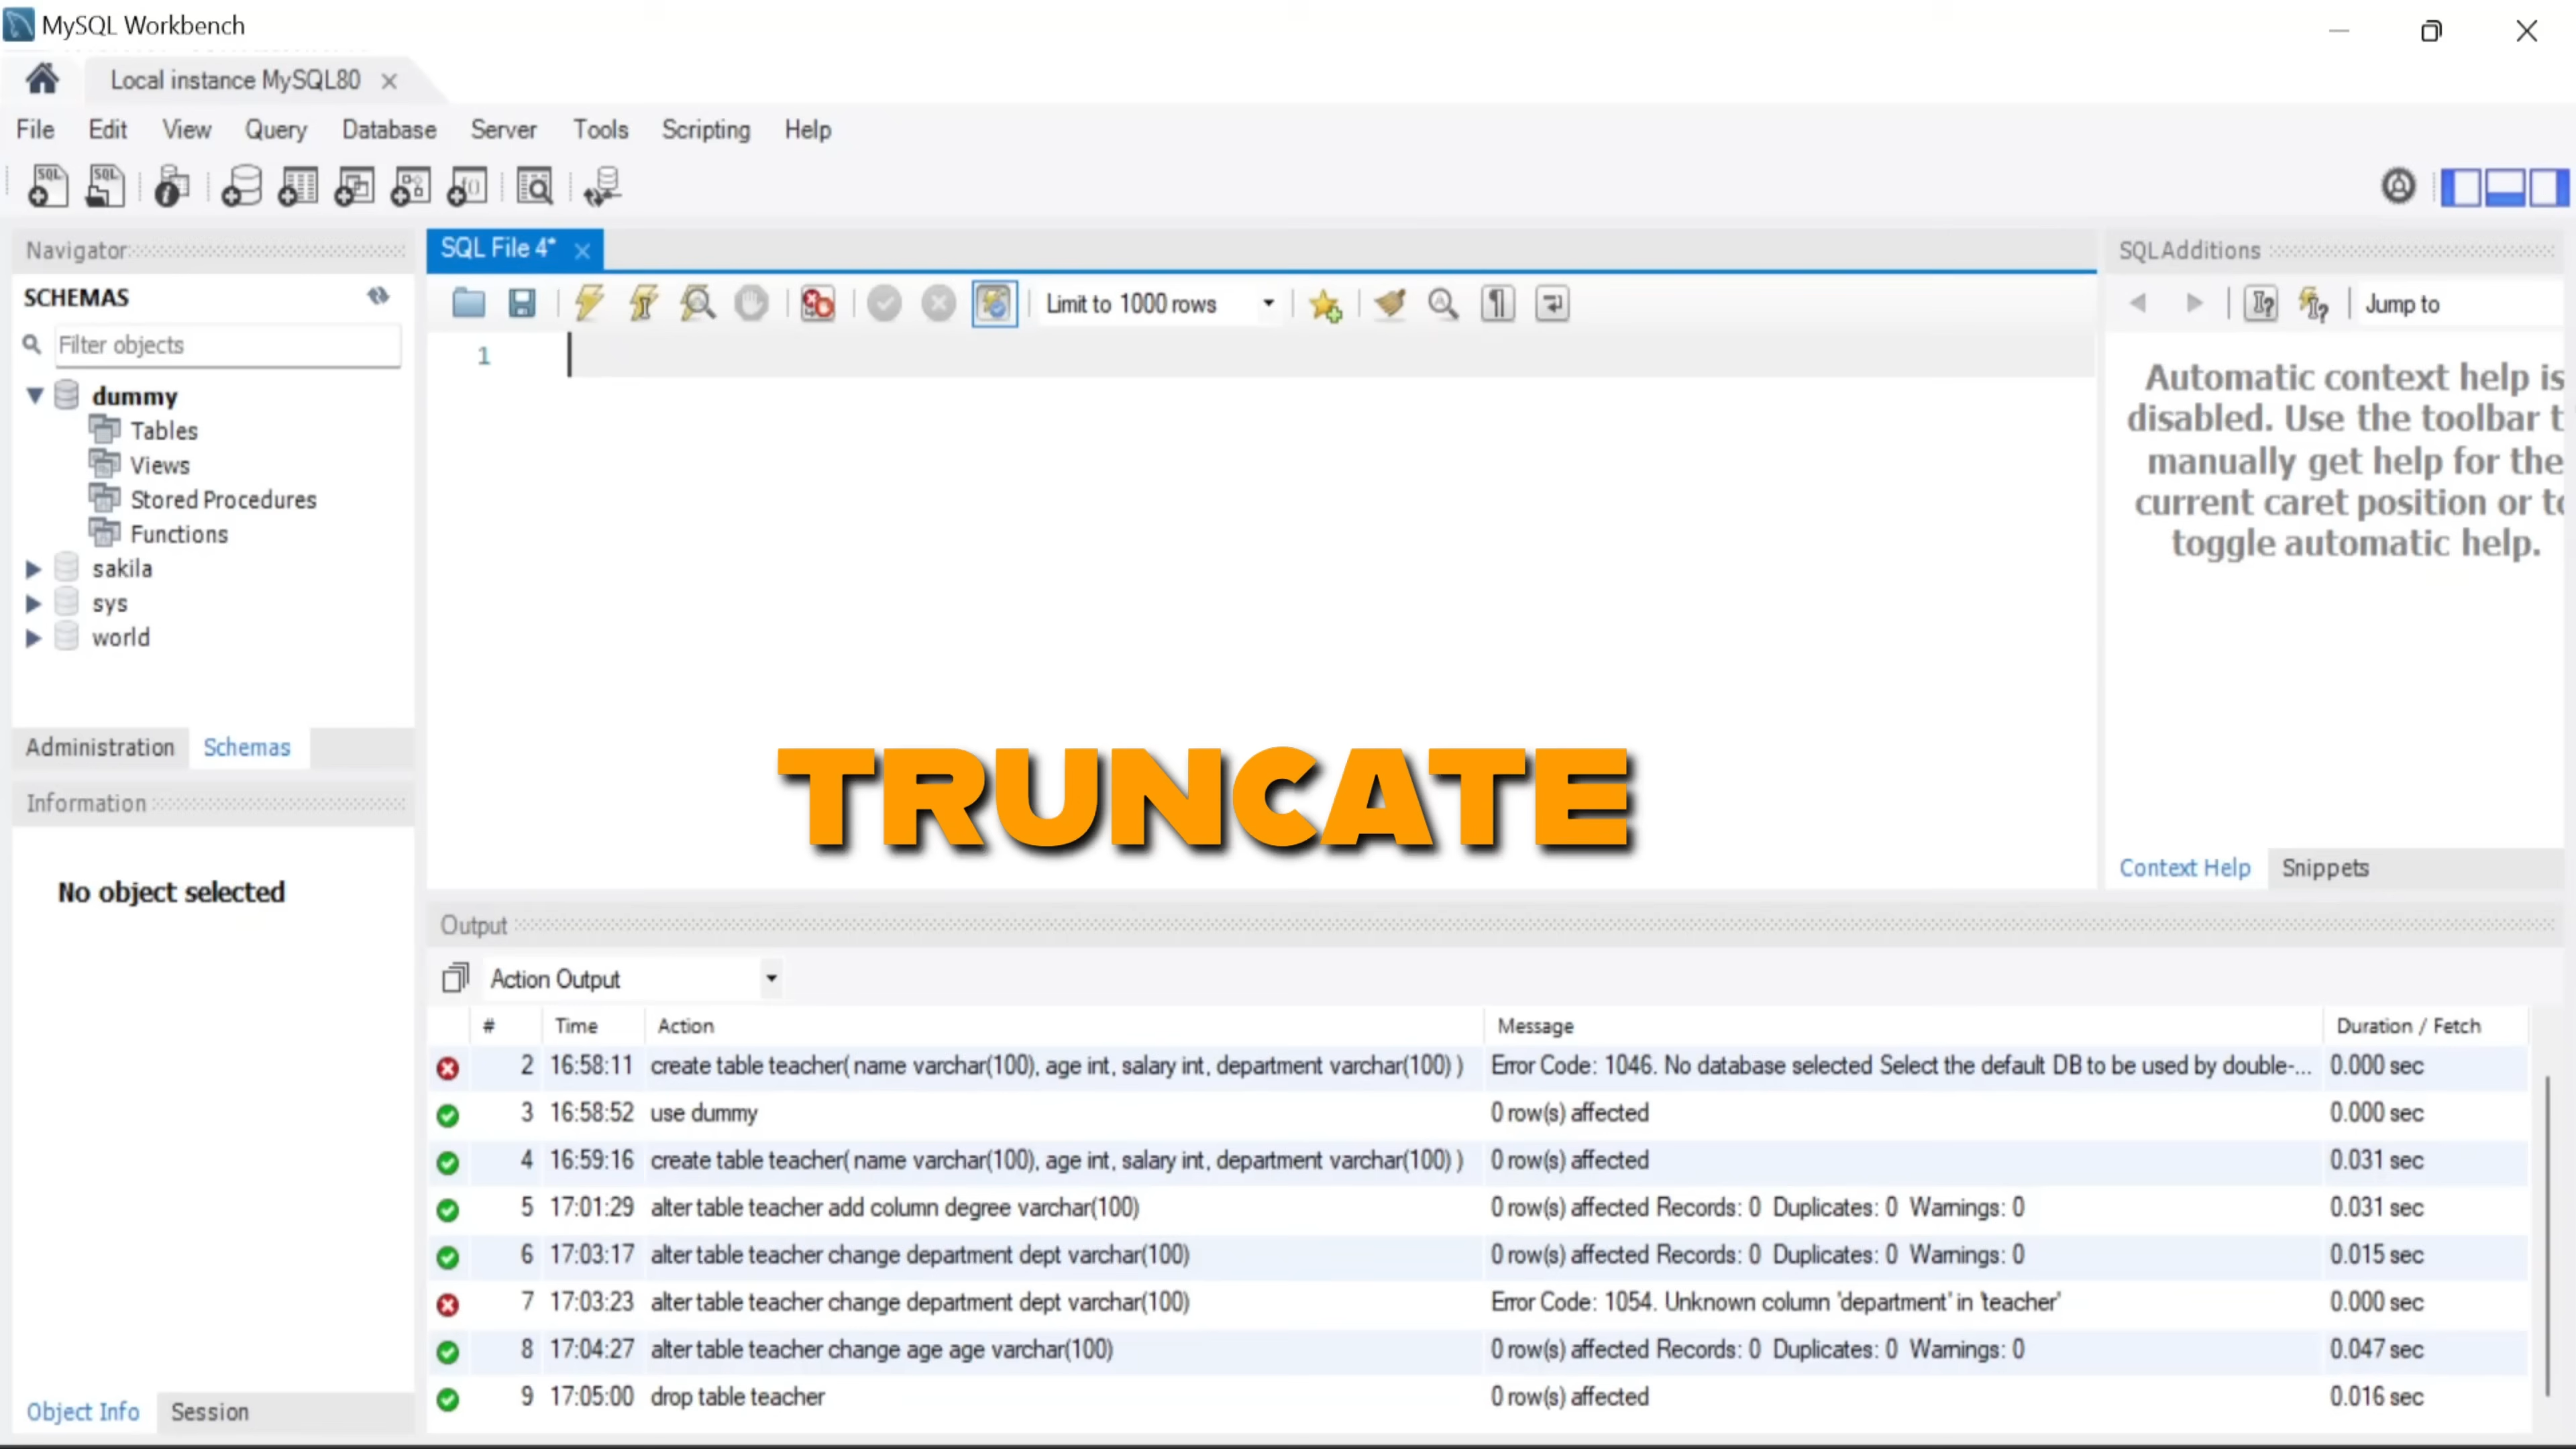 MySQL Workbench
Local instance MySQL80
File Edit View Query Database Server Tools Scripting Help
Navigator
SCHEMAS
Filter objects
dummy
Tables
Views
Stored Procedures
Functions
sakila
sys
world
Administration Schemas
Information
No object selected
Object Info Session
SQL File 4*
Limit to 1000 rows
1
TRUNCATE
SQLAdditions
Jump to
Automatic context help is
disabled. Use the toolbar t
manually get help for the
current caret position or to
toggle automatic help.
Context Help Snippets
Output
Action Output
# Time Action Message Duration / Fetch
2 16:58:11 create table teacher( name varchar(100), age int, salary int, department varchar(100) ) Error Code: 1046. No database selected Select the default DB to be used by double-... 0.000 sec
3 16:58:52 use dummy 0 row(s) affected 0.000 sec
4 16:59:16 create table teacher( name varchar(100), age int, salary int, department varchar(100) ) 0 row(s) affected 0.031 sec
5 17:01:29 alter table teacher add column degree varchar(100) 0 row(s) affected Records: 0 Duplicates: 0 Warnings: 0 0.031 sec
6 17:03:17 alter table teacher change department dept varchar(100) 0 row(s) affected Records: 0 Duplicates: 0 Warnings: 0 0.015 sec
7 17:03:23 alter table teacher change department dept varchar(100) Error Code: 1054. Unknown column 'department' in 'teacher' 0.000 sec
8 17:04:27 alter table teacher change age age varchar(100) 0 row(s) affected Records: 0 Duplicates: 0 Warnings: 0 0.047 sec
9 17:05:00 drop table teacher 0 row(s) affected 0.016 sec